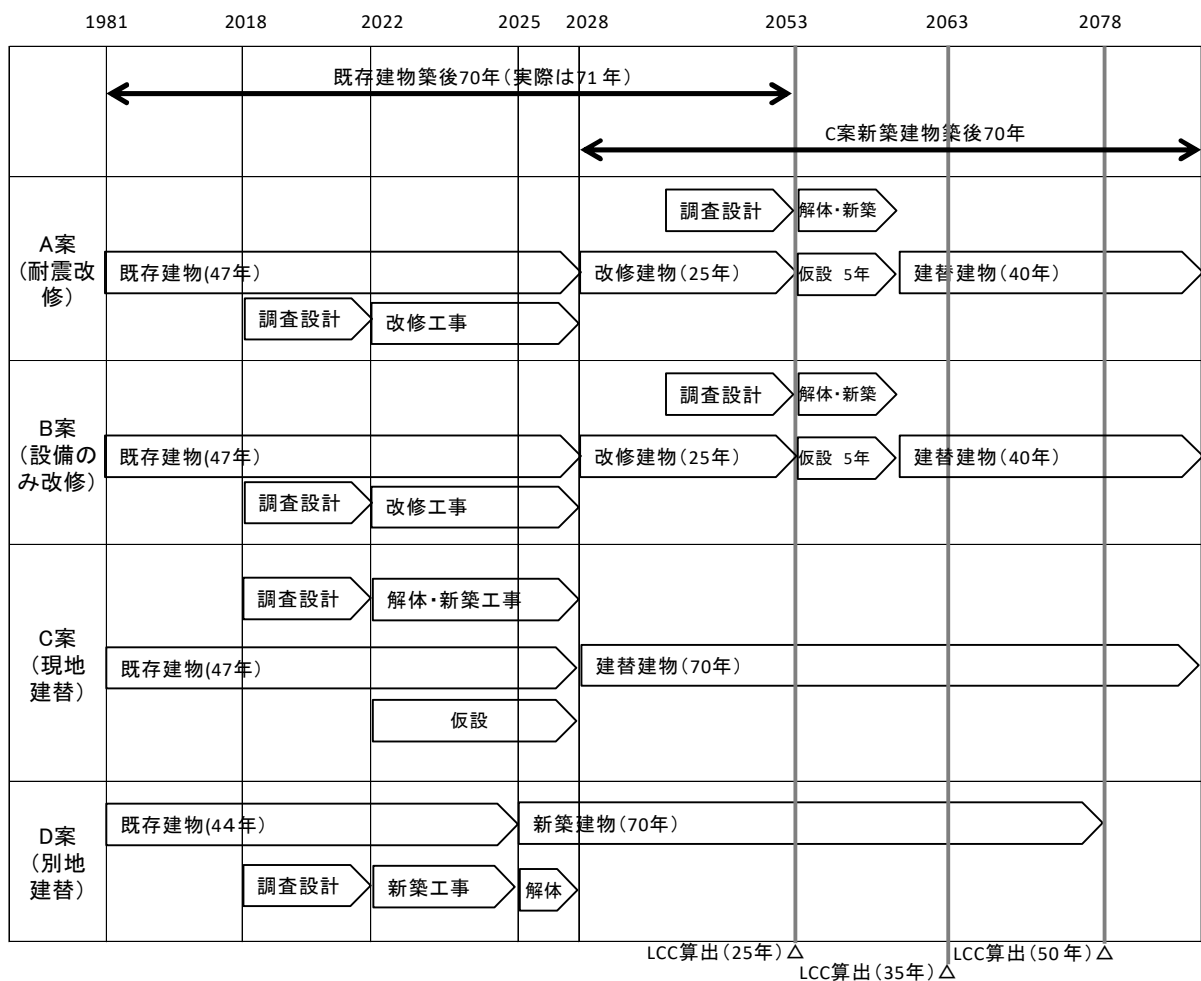 1981 2018 2022 2025 2028 2053 2063 2078
既存建物築後70年（実際は71年）
C案新築建物築後70年
A案
（耐震改
修）
調査設計 解体・新築
既存建物(47年) 改修建物（25年） 仮設 5年 建替建物（40年）
調査設計 改修工事
B案
（設備の
み改修）
調査設計 解体・新築
既存建物(47年) 改修建物（25年） 仮設 5年 建替建物（40年）
調査設計 改修工事
C案
（現地
建替）
調査設計 解体・新築工事
既存建物(47年) 建替建物（70年）
仮設
D案
（別地
建替）
既存建物(44年) 新築建物（70年）
調査設計 新築工事 解体
LCC算出（25年）△
LCC算出（35年）△
LCC算出（50年）△